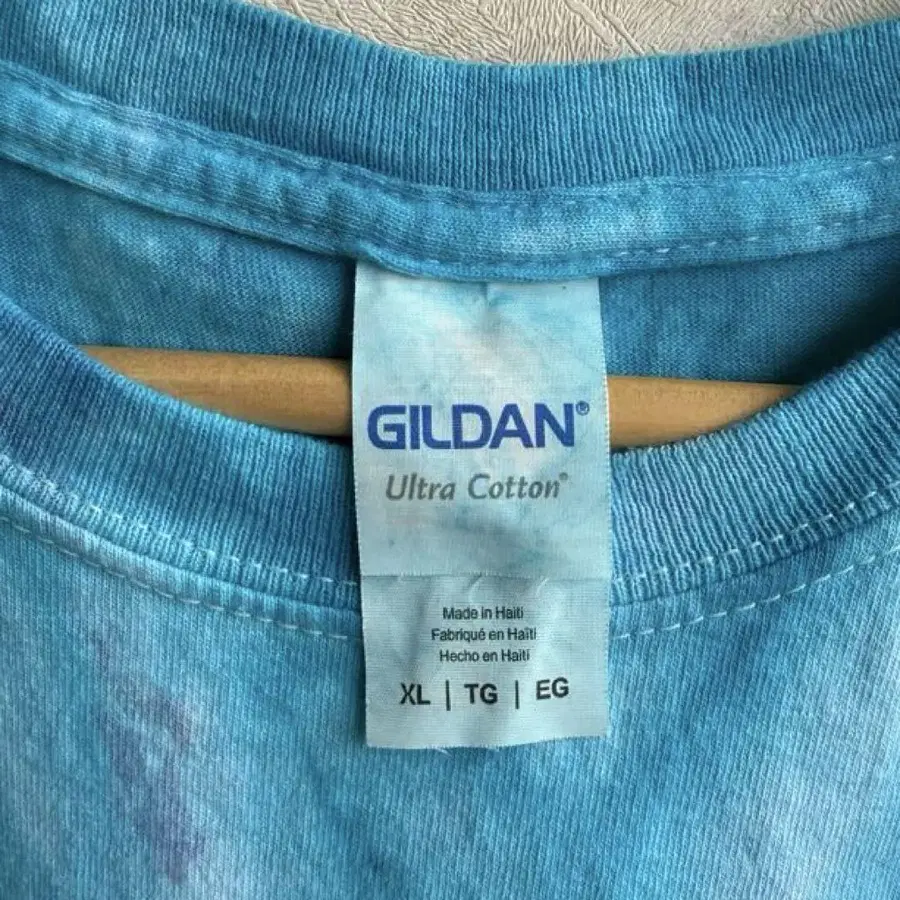 GILDAN®
Ultra Cotton®
Made in Haiti
Fabriqué en Haïti
Hecho en Haití
XL | TG | EG